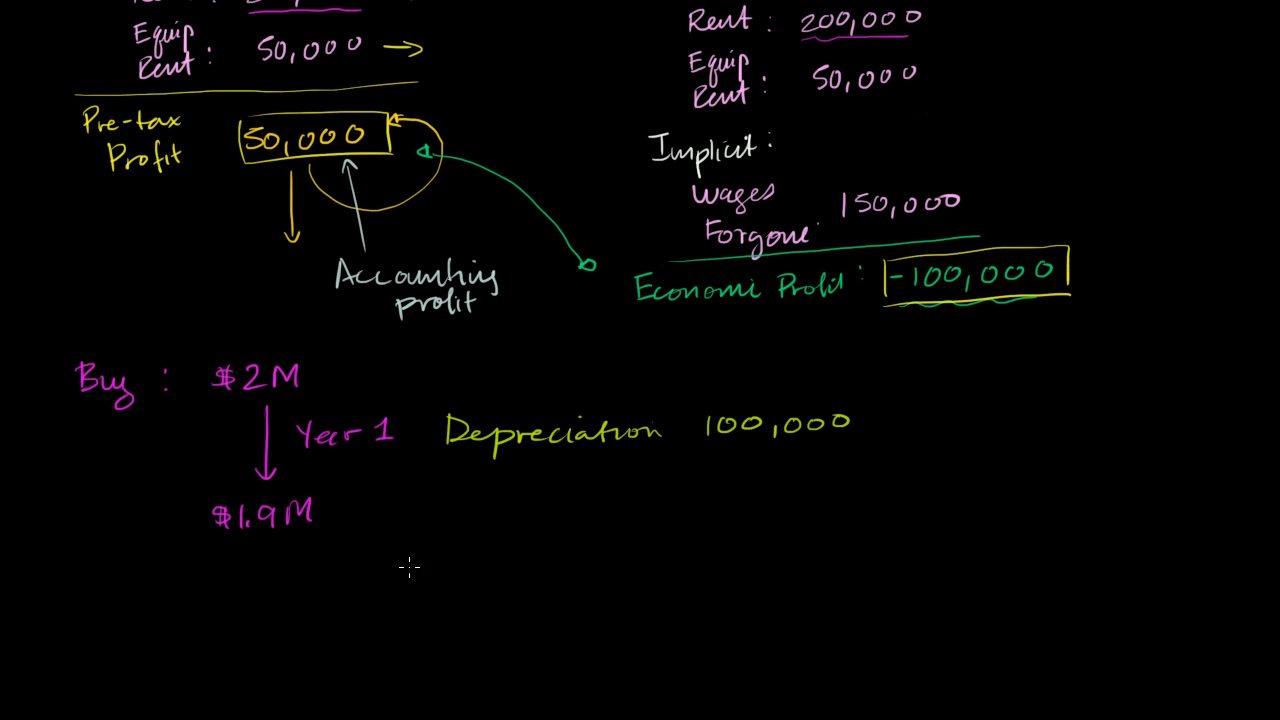 Equip
Rent : 50,000
Pre-tax
Profit 50,000
Accounting
profit
Rent : 200,000
Equip
Rent : 50,000
Implicit :
Wages
Forgone : 150,000
Economic Profit : -100,000
Buy : $2M
Year 1 Depreciation 100,000
$1.9M